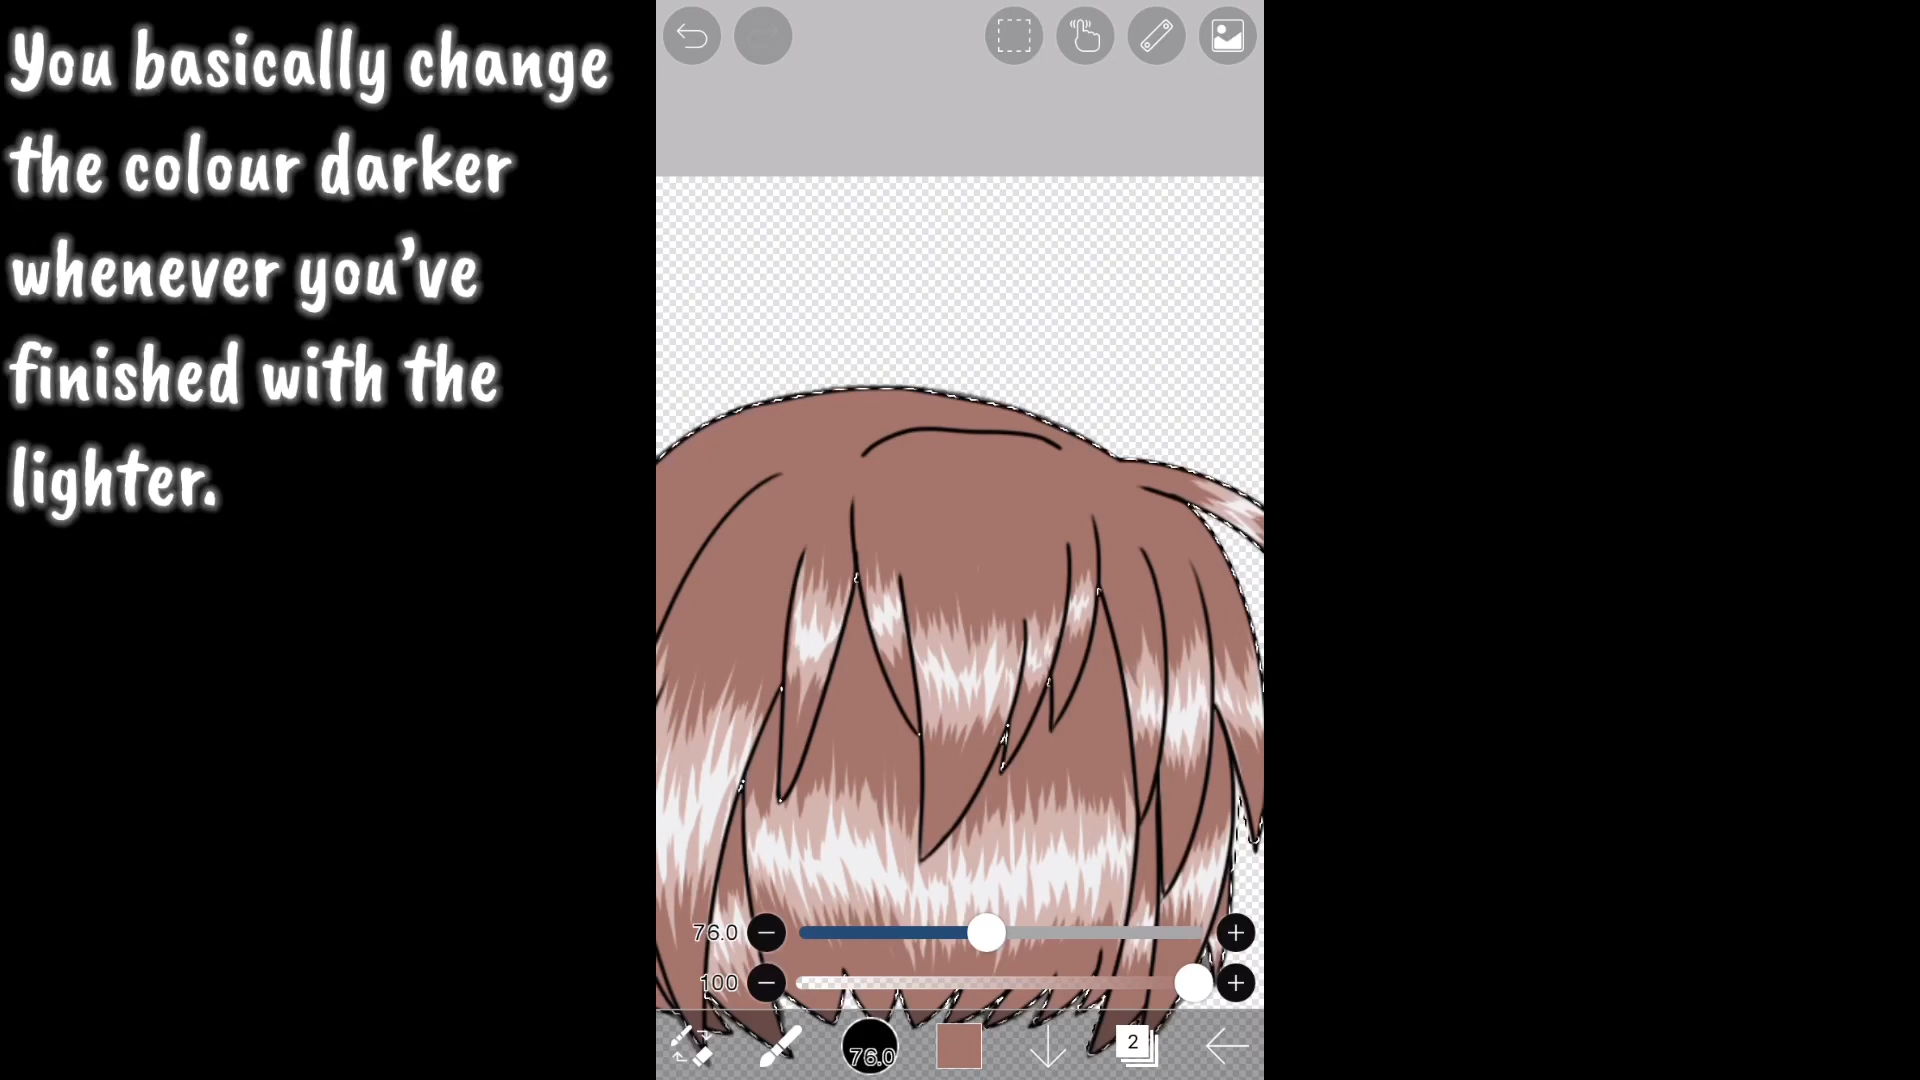 You basically change
the colour darker
whenever you've
finished with the
lighter.
76.0
100
76.0
2